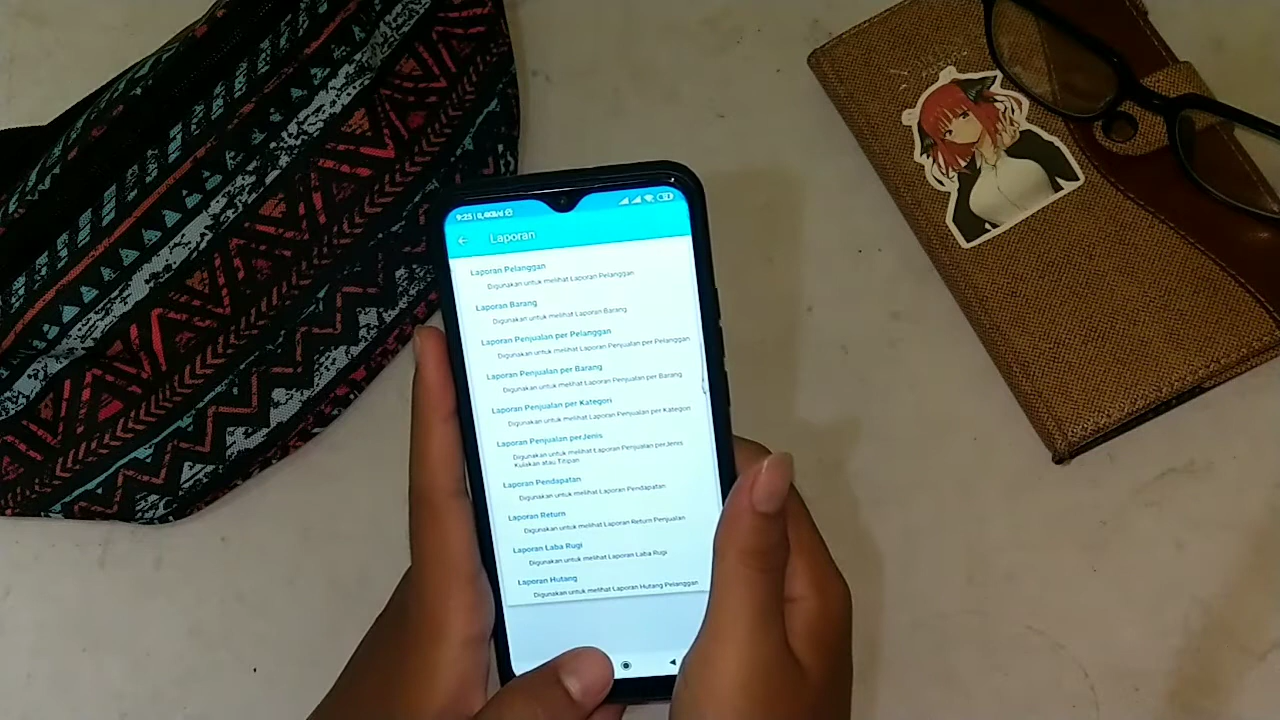 9:25
Laporan
Laporan Pelanggan
Digunakan untuk melihat Laporan Pelanggan
Laporan Barang
Digunakan untuk melihat Laporan Barang
Laporan Penjualan per Pelanggan
Digunakan untuk melihat Laporan Penjualan per Pelanggan
Laporan Penjualan per Barang
Digunakan untuk melihat Laporan Penjualan per Barang
Laporan Penjualan per Kategori
Digunakan untuk melihat Laporan Penjualan per Kategori
Laporan Penjualan perJenis
Digunakan untuk melihat Laporan Penjualan perJenis
Kulakan atau Titipan
Laporan Pendapatan
Digunakan untuk melihat Laporan Pendapatan
Laporan Return
Digunakan untuk melihat Laporan Return Penjualan
Laporan Laba Rugi
Digunakan untuk melihat Laporan Laba Rugi
Laporan Hutang
Digunakan untuk melihat Laporan Hutang Pelanggan